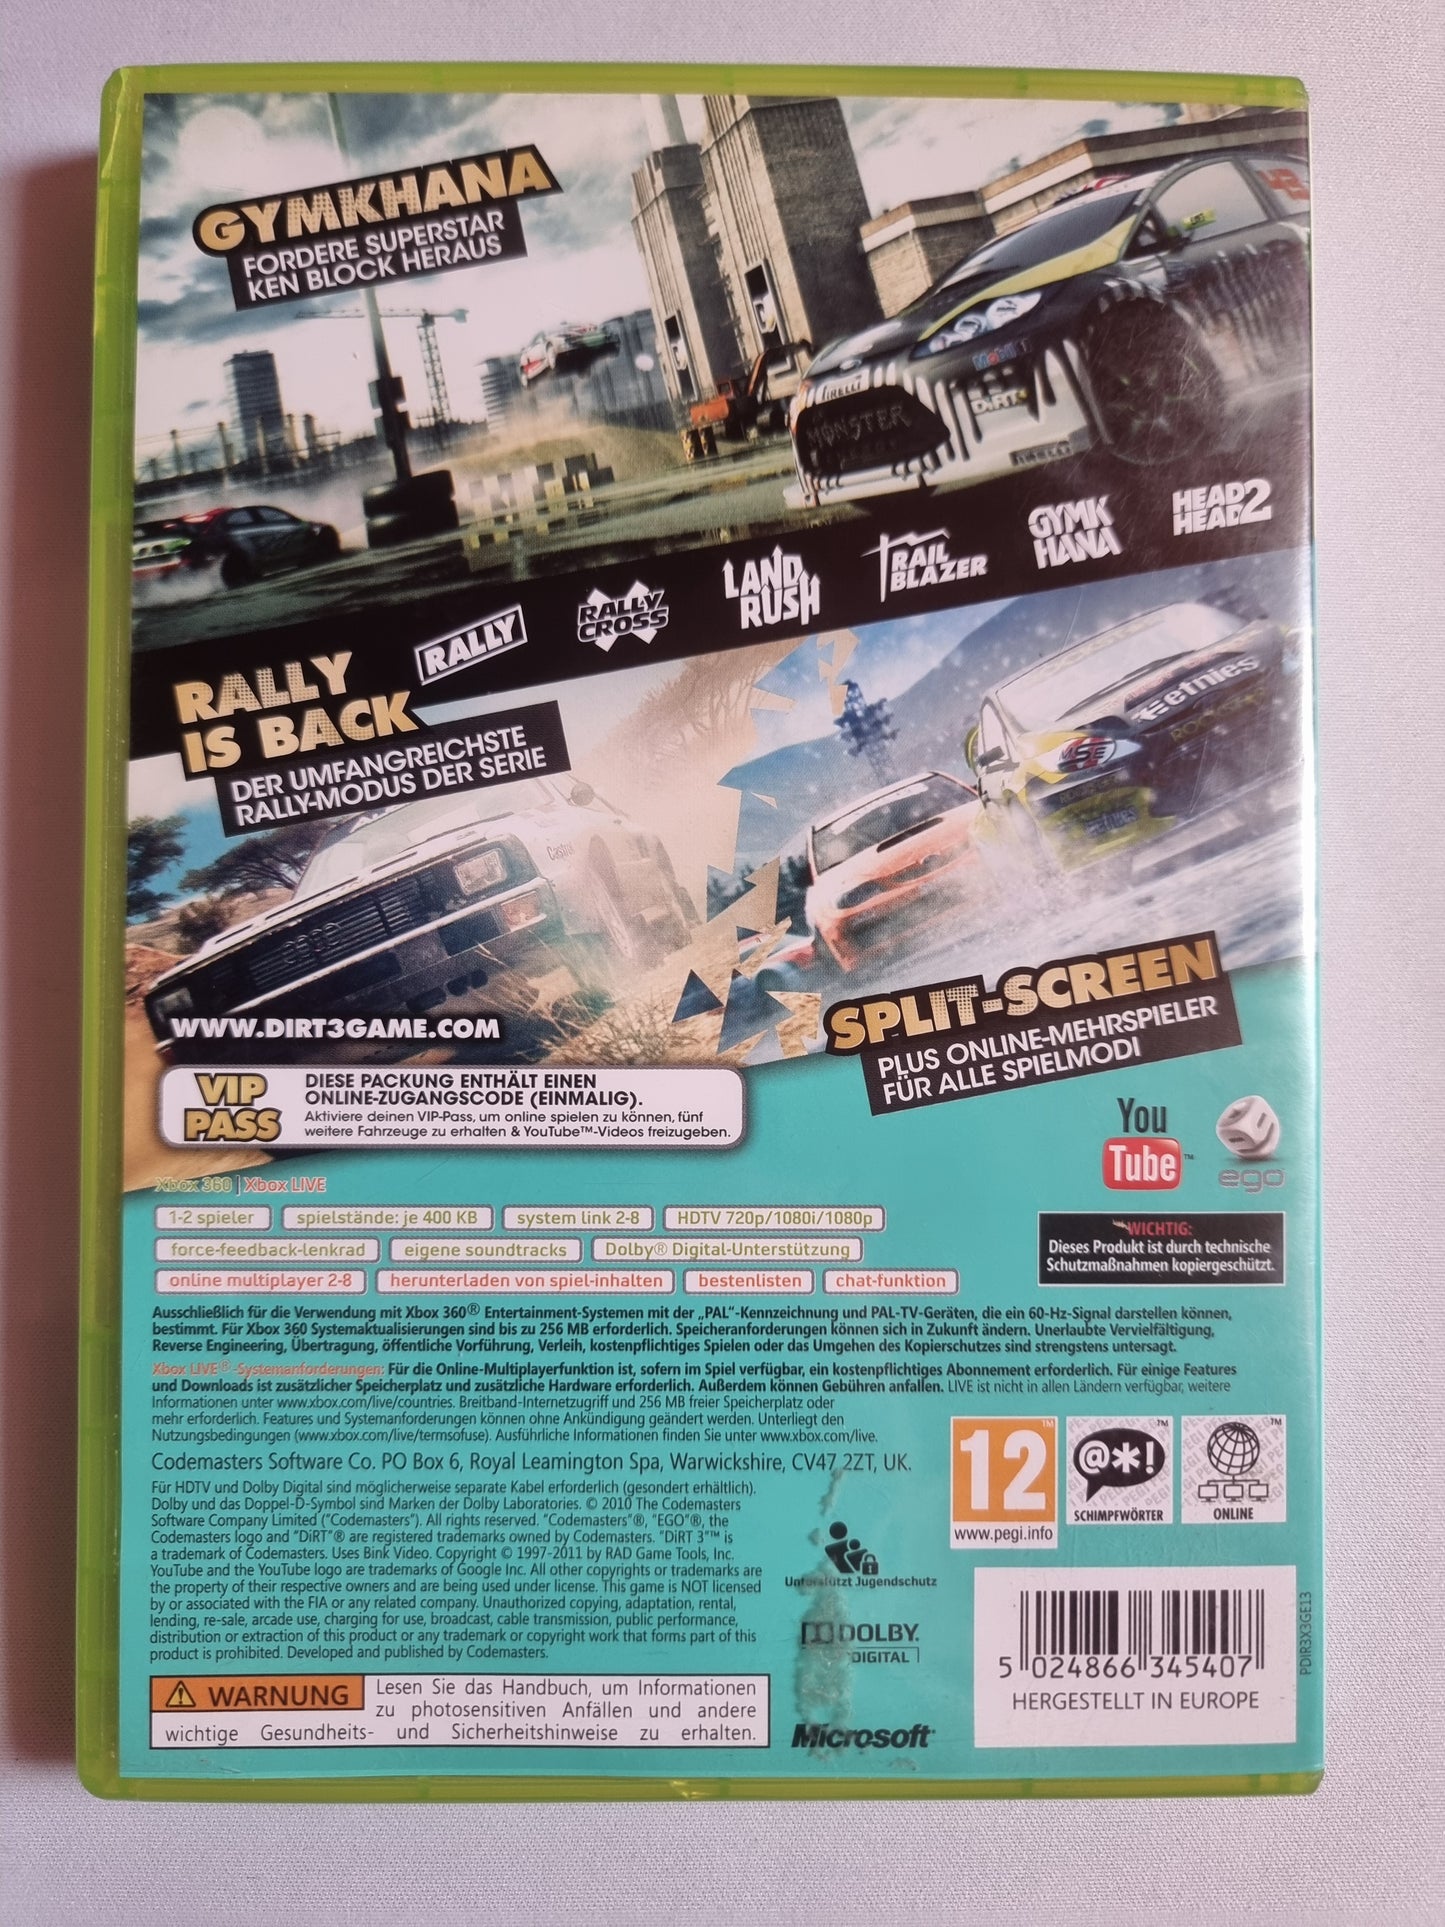 GYMKHANA
FORDERE SUPERSTAR
KEN BLOCK HERAUS
PIRELLI
MONSTER
DiRT
PIRELLI
RALLY
RALLY
CROSS
LAND
RUSH
TRAIL
BLAZER
GYMK
HANA
HEAD 2
HEAD
RALLY
IS BACK
DER UMFANGREICHSTE
RALLY-MODUS DER SERIE
etnies
Castrol
WWW.DIRT3GAME.COM
SPLIT-SCREEN
PLUS ONLINE-MEHRSPIELER
FÜR ALLE SPIELMODI
VIP
PASS
DIESE PACKUNG ENTHÄLT EINEN
ONLINE-ZUGANGSCODE (EINMALIG).
Aktiviere deinen VIP-Pass, um online spielen zu können, fünf
weitere Fahrzeuge zu erhalten & YouTube™-Videos freizugeben.
You
Tube™
ego
Xbox 360 | Xbox LIVE
1-2 spieler
spielstände: je 400 KB
system link 2-8
HDTV 720p/1080i/1080p
force-feedback-lenkrad
eigene soundtracks
Dolby® Digital-Unterstützung
online multiplayer 2-8
herunterladen von spiel-inhalten
bestenlisten
chat-funktion
WICHTIG:
Dieses Produkt ist durch technische
Schutzmaßnahmen kopiergeschützt.
Ausschließlich für die Verwendung mit Xbox 360® Entertainment-Systemen mit der „PAL“-Kennzeichnung und PAL-TV-Geräten, die ein 60-Hz-Signal darstellen können,
bestimmt. Für Xbox 360 Systemaktualisierungen sind bis zu 256 MB erforderlich. Speicheranforderungen können sich in Zukunft ändern. Unerlaubte Vervielfältigung,
Reverse Engineering, Übertragung, öffentliche Vorführung, Verleih, kostenpflichtiges Spielen oder das Umgehen des Kopierschutzes sind strengstens untersagt.
Xbox LIVE®-Systemanforderungen: Für die Online-Multiplayerfunktion ist, sofern im Spiel verfügbar, ein kostenpflichtiges Abonnement erforderlich. Für einige Features
und Downloads ist zusätzlicher Speicherplatz und zusätzliche Hardware erforderlich. Außerdem können Gebühren anfallen. LIVE ist nicht in allen Ländern verfügbar, weitere
Informationen unter www.xbox.com/live/countries. Breitband-Internetzugriff und 256 MB freier Speicherplatz oder
mehr erforderlich. Features und Systemanforderungen können ohne Ankündigung geändert werden. Unterliegt den
Nutzungsbedingungen (www.xbox.com/live/termsofuse). Ausführliche Informationen finden Sie unter www.xbox.com/live.
Codemasters Software Co. PO Box 6, Royal Leamington Spa, Warwickshire, CV47 2ZT, UK.
Für HDTV und Dolby Digital sind möglicherweise separate Kabel erforderlich (gesondert erhältlich).
Dolby und das Doppel-D-Symbol sind Marken der Dolby Laboratories. © 2010 The Codemasters
Software Company Limited ("Codemasters"). All rights reserved. "Codemasters"®, "EGO"®, the
Codemasters logo and "DiRT"® are registered trademarks owned by Codemasters. "DiRT 3"™ is
a trademark of Codemasters. Uses Bink Video. Copyright © 1997-2011 by RAD Game Tools, Inc.
YouTube and the YouTube logo are trademarks of Google Inc. All other copyrights or trademarks are
the property of their respective owners and are being used under license. This game is NOT licensed
by or associated with the FIA or any related company. Unauthorized copying, adaptation, rental,
lending, re-sale, arcade use, charging for use, broadcast, cable transmission, public performance,
distribution or extraction of this product or any trademark or copyright work that forms part of this
product is prohibited. Developed and published by Codemasters.
12™
www.pegi.info
@*!
SCHIMPFWÖRTER
ONLINE
Unterstützt Jugendschutz
DOLBY.
DIGITAL
Microsoft®
5 024866 345407
HERGESTELLT IN EUROPE
PDIR3X3GE13
WARNUNG
Lesen Sie das Handbuch, um Informationen
zu photosensitiven Anfällen und andere
wichtige Gesundheits- und Sicherheitshinweise zu erhalten.